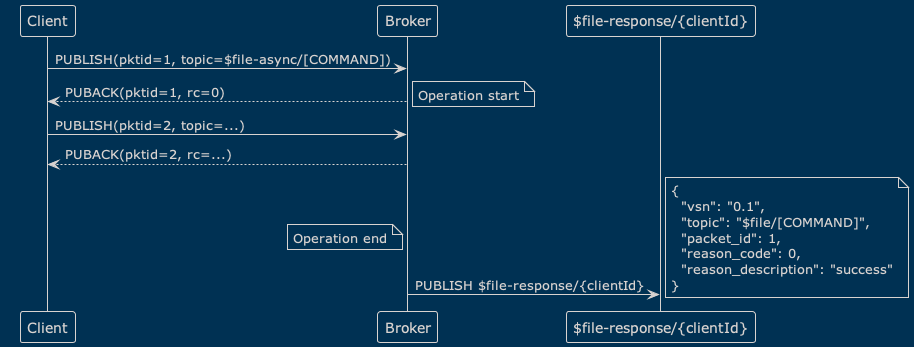 Client
Broker
$file-response/{clientId}
PUBLISH(pktid=1, topic=$file-async/[COMMAND])
PUBACK(pktid=1, rc=0)
Operation start
PUBLISH(pktid=2, topic=...)
PUBACK(pktid=2, rc=...)
{
"vsn": "0.1",
"topic": "$file/[COMMAND]",
"packet_id": 1,
"reason_code": 0,
"reason_description": "success"
}
Operation end
PUBLISH $file-response/{clientId}
Client
Broker
$file-response/{clientId}